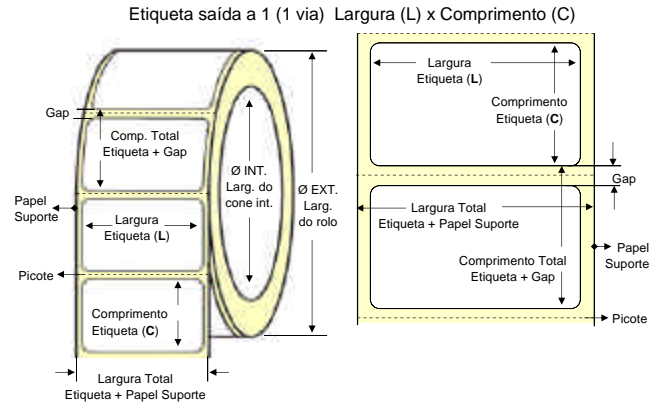 Etiqueta saída a 1 (1 via) Largura (L) x Comprimento (C)
Gap
Comp. Total
Etiqueta + Gap
Papel
Suporte
Largura
Etiqueta (L)
Picote
Comprimento
Etiqueta (C)
Largura Total
Etiqueta + Papel Suporte
Ø INT.
Larg. do
cone int.
Ø EXT.
Larg.
do rolo
Largura
Etiqueta (L)
Comprimento
Etiqueta (C)
Gap
Largura Total
Etiqueta + Papel Suporte
Papel
Suporte
Comprimento Total
Etiqueta + Gap
Picote